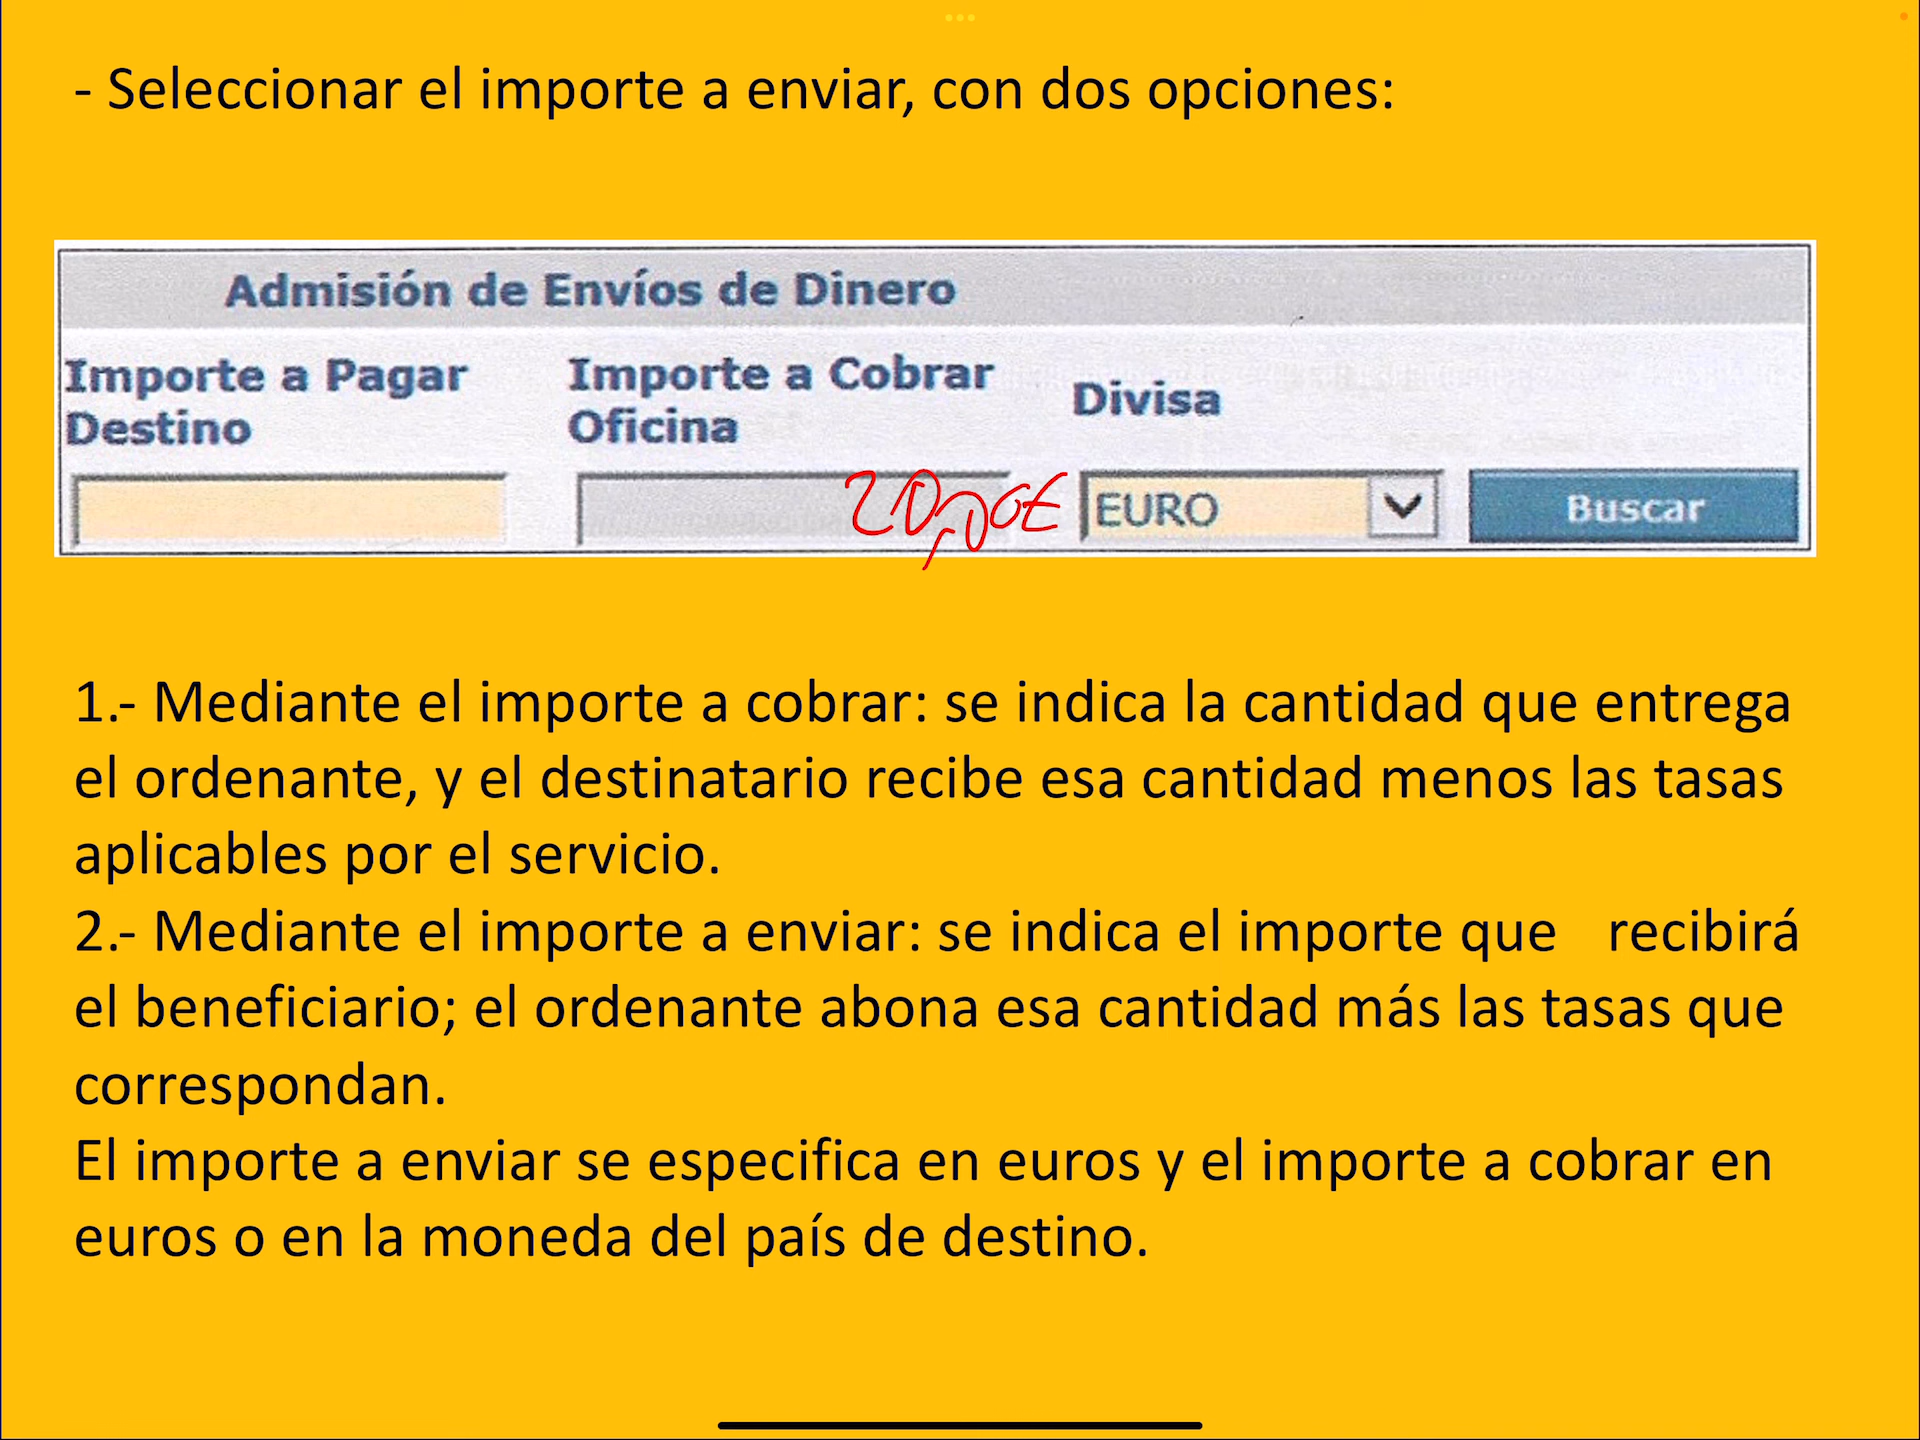 - Seleccionar el importe a enviar, con dos opciones:
Admisión de Envíos de Dinero
Importe a Pagar Destino
Importe a Cobrar Oficina
Divisa
20,00€
EURO
Buscar
1.- Mediante el importe a cobrar: se indica la cantidad que entrega
el ordenante, y el destinatario recibe esa cantidad menos las tasas
aplicables por el servicio.
2.- Mediante el importe a enviar: se indica el importe que recibirá
el beneficiario; el ordenante abona esa cantidad más las tasas que
correspondan.
El importe a enviar se especifica en euros y el importe a cobrar en
euros o en la moneda del país de destino.